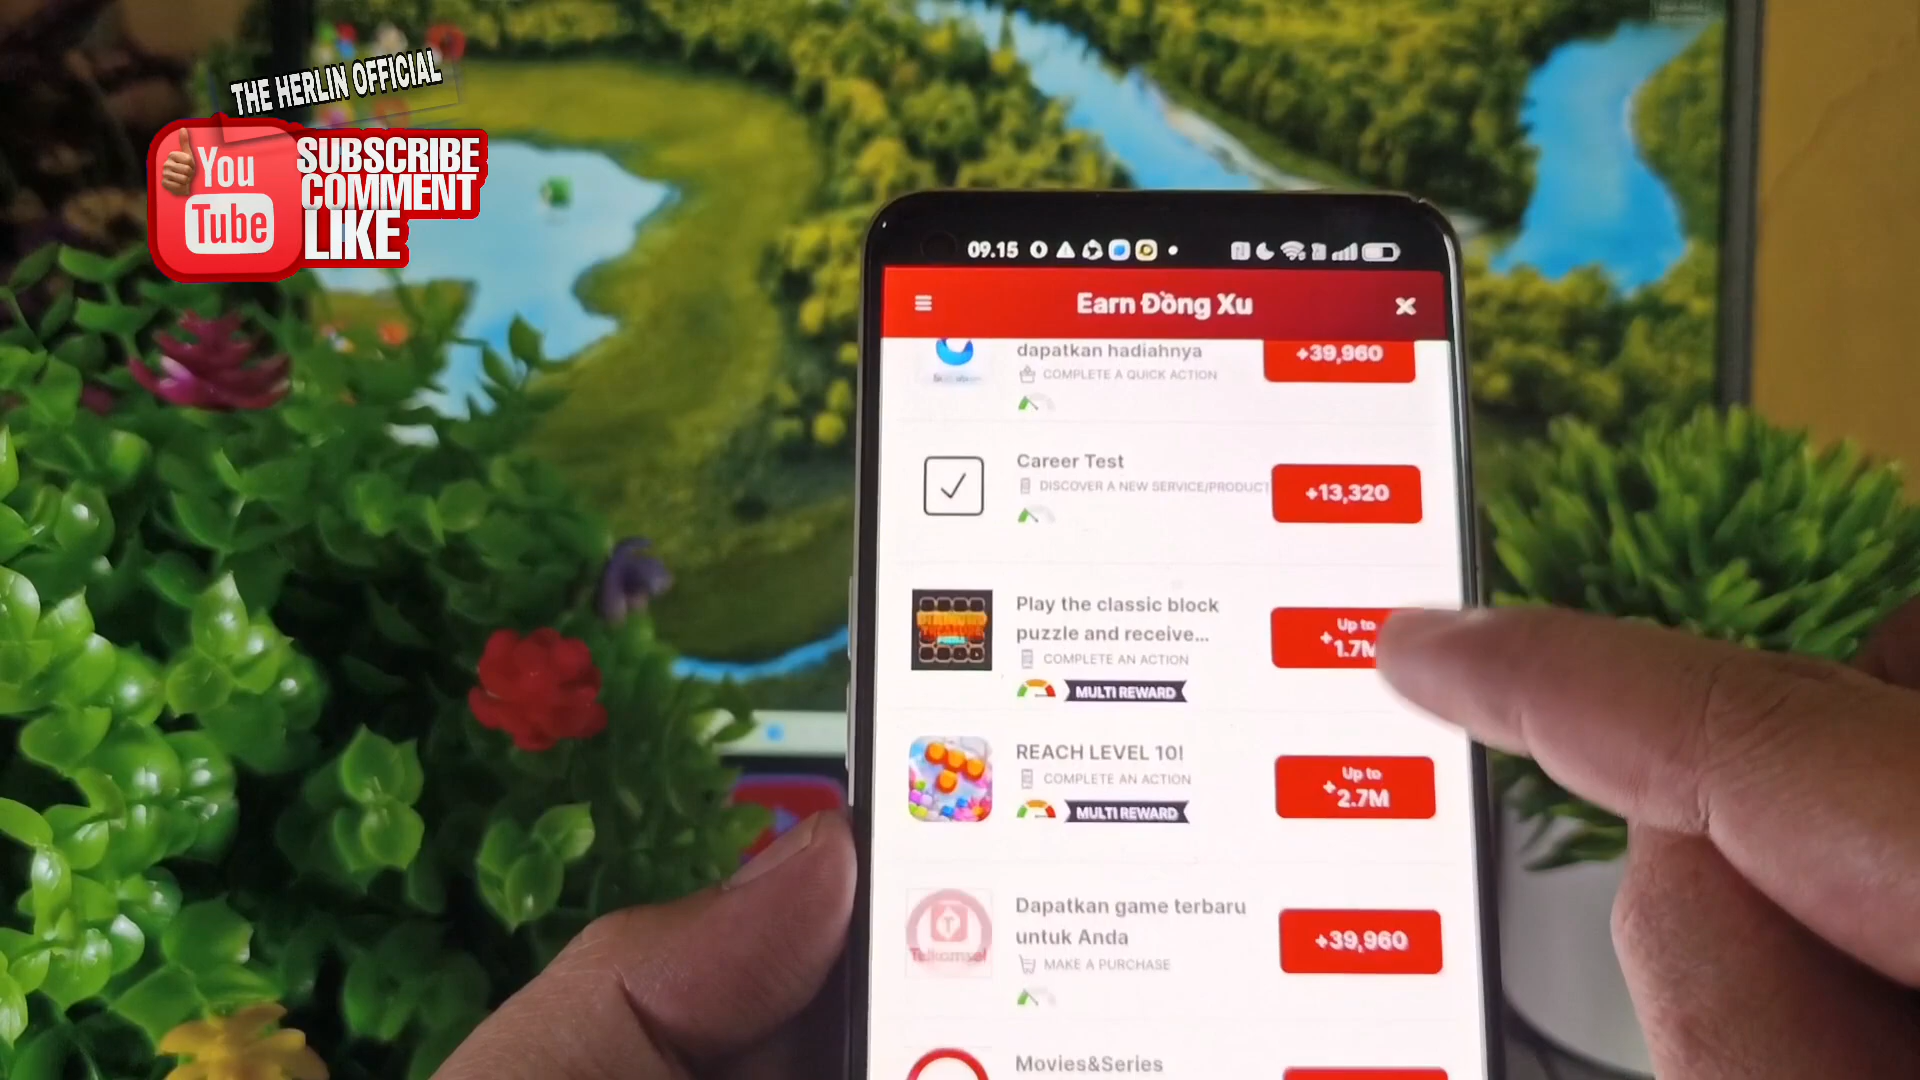 THE HERLIN OFFICIAL
You
Tube
SUBSCRIBE
COMMENT
LIKE
09.15
Earn Đồng Xu
dapatkan hadiahnya
COMPLETE A QUICK ACTION
+39,960
Career Test
DISCOVER A NEW SERVICE/PRODUCT
+13,320
Play the classic block
puzzle and receive...
COMPLETE AN ACTION
MULTI REWARD
Up to
+1.7M
REACH LEVEL 10!
COMPLETE AN ACTION
MULTI REWARD
Up to
+2.7M
Dapatkan game terbaru
untuk Anda
MAKE A PURCHASE
Telkomsel
+39,960
Movies&Series